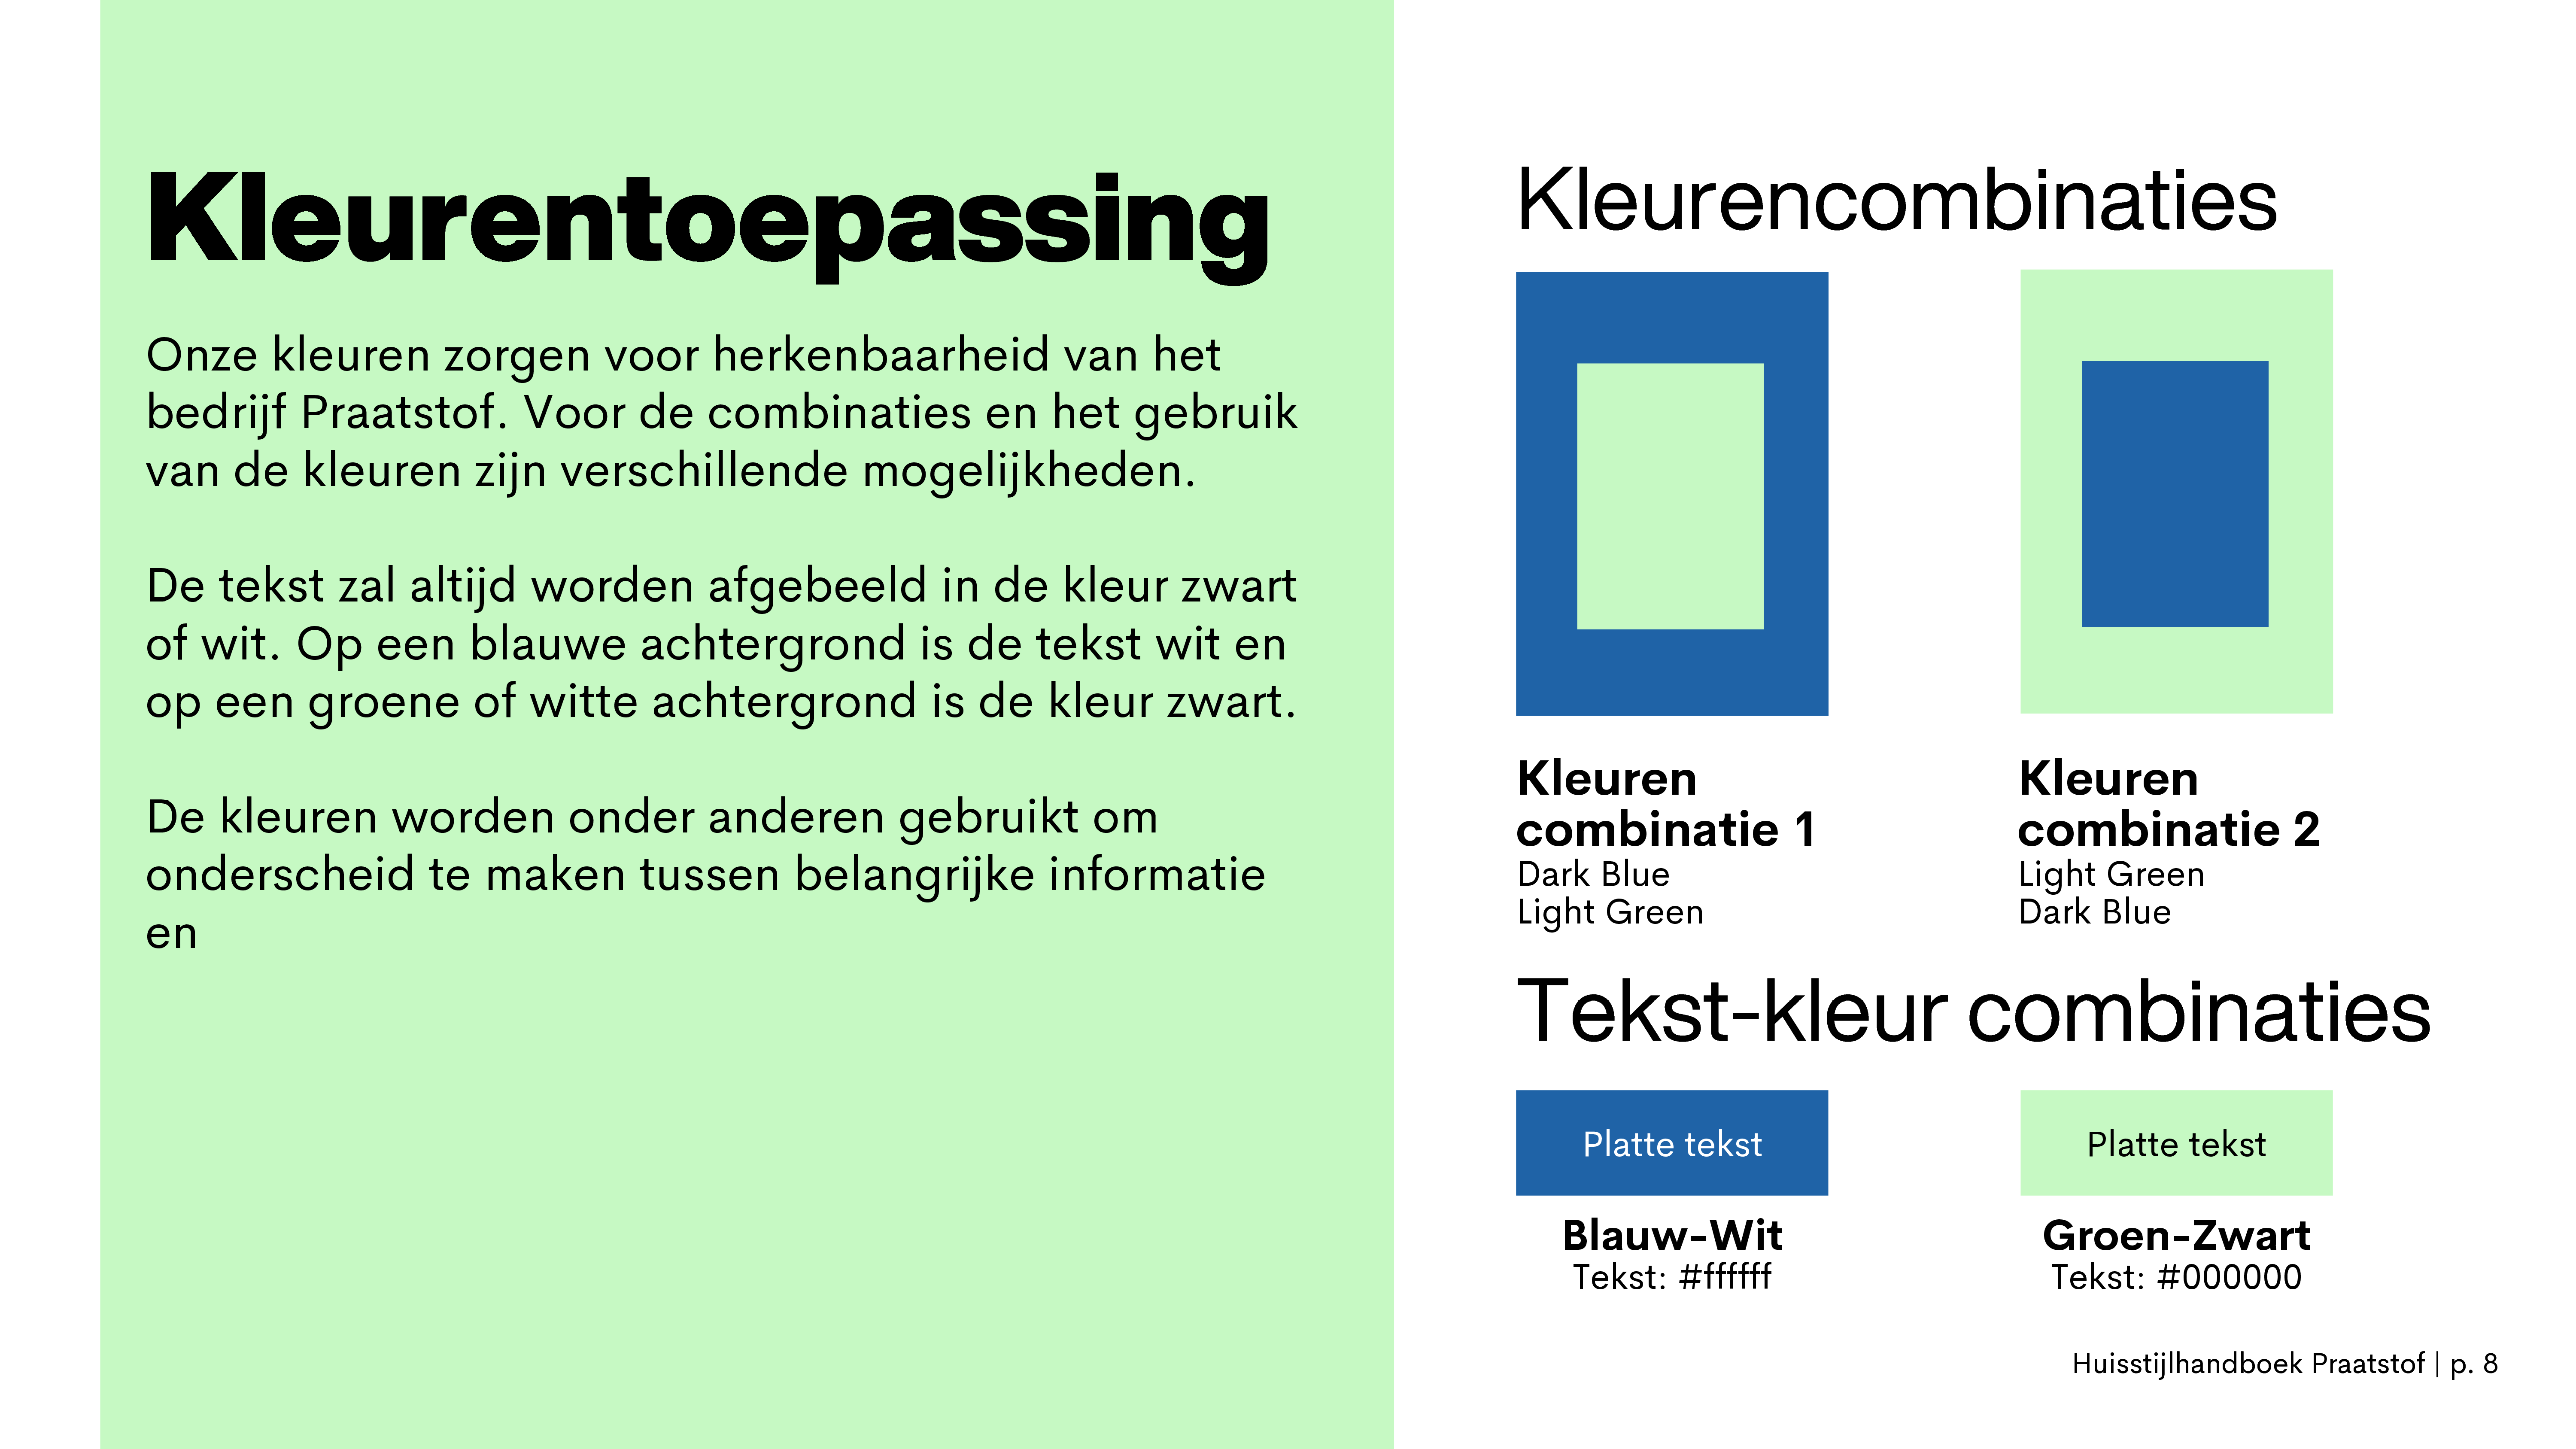 Kleurentoepassing
Onze kleuren zorgen voor herkenbaarheid van het
bedrijf Praatstof. Voor de combinaties en het gebruik
van de kleuren zijn verschillende mogelijkheden.
De tekst zal altijd worden afgebeeld in de kleur zwart
of wit. Op een blauwe achtergrond is de tekst wit en
op een groene of witte achtergrond is de kleur zwart.
De kleuren worden onder anderen gebruikt om
onderscheid te maken tussen belangrijke informatie
en
Kleurencombinaties
Kleuren
combinatie 1
Dark Blue
Light Green
Kleuren
combinatie 2
Light Green
Dark Blue
Tekst-kleur combinaties
Platte tekst
Blauw-Wit
Tekst: #ffffff
Platte tekst
Groen-Zwart
Tekst: #000000
Huisstijlhandboek Praatstof | p. 8